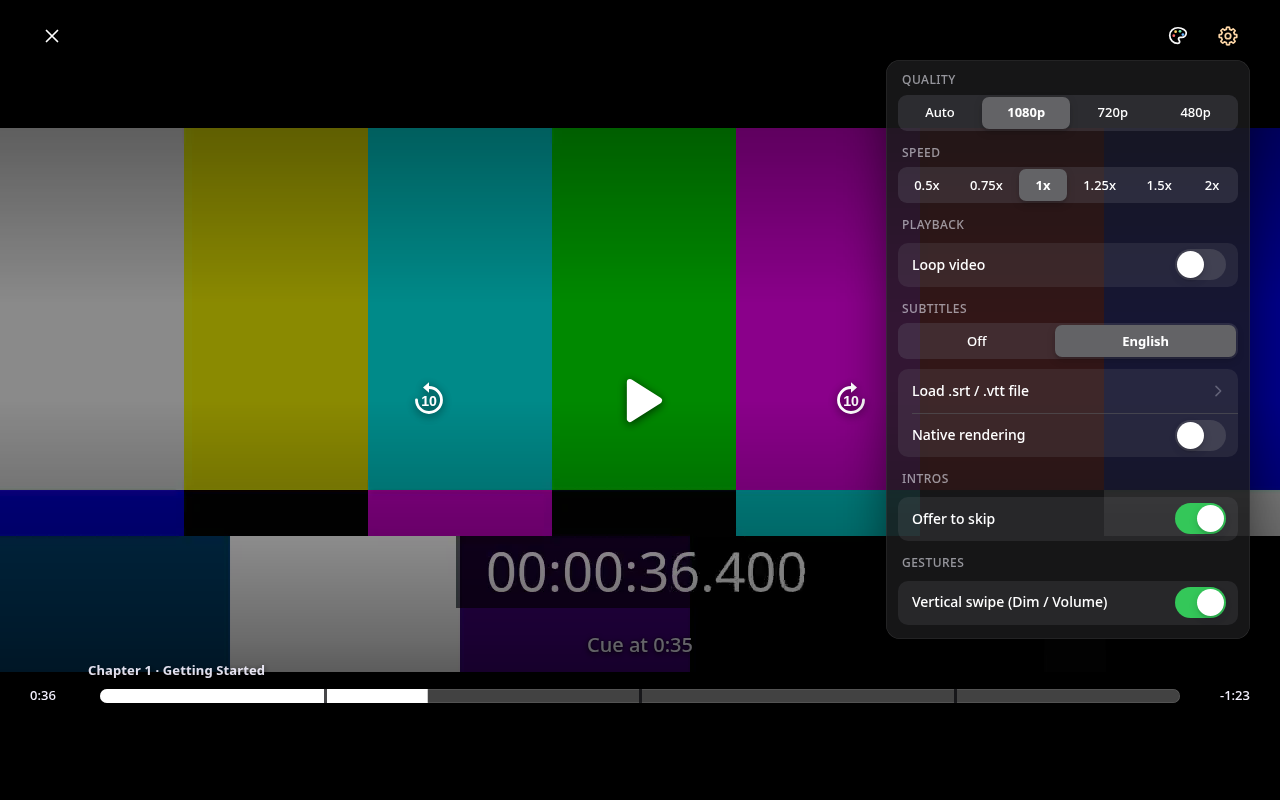 QUALITY
Auto 1080p 720p 480p
SPEED
0.5x 0.75x 1x 1.25x 1.5x 2x
PLAYBACK
Loop video
SUBTITLES
Off English
Load .srt / .vtt file
10 10
Native rendering
INTROS
Offer to skip
GESTURES
Vertical swipe (Dim / Volume)
00:00:36.400
Cue at 0:35
Chapter 1 · Getting Started
0:36 -1:23